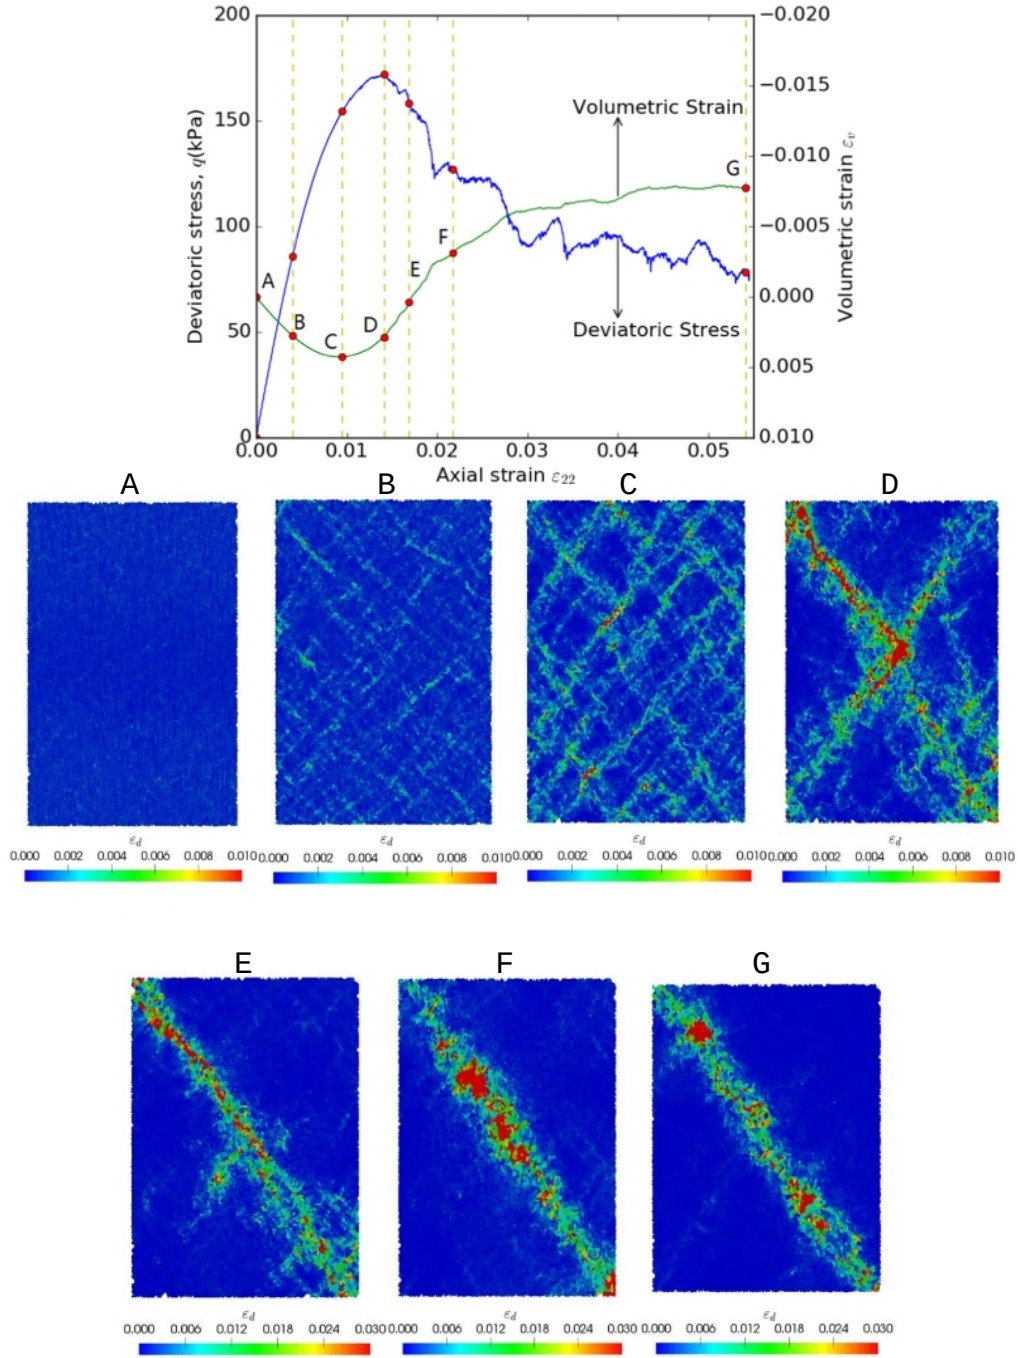 200
150
100
50
0
Deviatoric stress, q(kPa)
−0.020
−0.015
−0.010
−0.005
0.000
0.005
0.010
Volumetric strain εv
0.00 0.01 0.02 0.03 0.04 0.05
Axial strain ε22
Volumetric Strain
Deviatoric Stress
A
B
C
D
E
F
G
A B C D
εd εd εd εd
0.000 0.002 0.004 0.006 0.008 0.010 0.000 0.002 0.004 0.006 0.008 0.010 0.000 0.002 0.004 0.006 0.008 0.010 0.000 0.002 0.004 0.006 0.008 0.010
E F G
εd εd εd
0.000 0.006 0.012 0.018 0.024 0.030 0.000 0.006 0.012 0.018 0.024 0.030 0.000 0.006 0.012 0.018 0.024 0.030